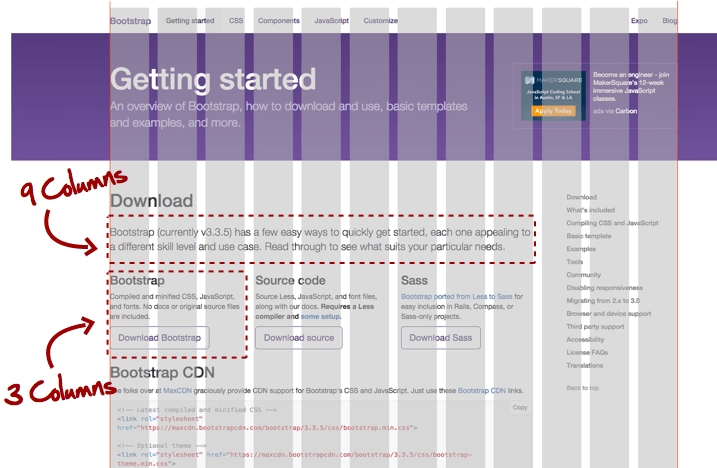 Bootstrap Getting started CSS Components JavaScript Customize Expo Blog
Getting started
An overview of Bootstrap, how to download and use, basic templates
and examples, and more.
MAKERSQUARE
JavaScript Coding School
in Austin, SF & LA
Apply Today
Become an engineer - join
MakerSquare's 12-week
immersive JavaScript
classes.
ads via Carbon
9 Columns
Download
Bootstrap (currently v3.3.5) has a few easy ways to quickly get started, each one appealing to
a different skill level and use case. Read through to see what suits your particular needs.
Bootstrap
Compiled and minified CSS, JavaScript,
and fonts. No docs or original source files
are included.
Download Bootstrap
Source code
Source Less, JavaScript, and font files,
along with our docs. Requires a Less
compiler and some setup.
Download source
Sass
Bootstrap ported from Less to Sass for
easy inclusion in Rails, Compass, or
Sass-only projects.
Download Sass
3 Columns
Bootstrap CDN
he folks over at MaxCDN graciously provide CDN support for Bootstrap's CSS and JavaScript. Just use these Bootstrap CDN links.
Copy
<!-- Latest compiled and minified CSS -->
<link rel="stylesheet"
href="https://maxcdn.bootstrapcdn.com/bootstrap/3.3.5/css/bootstrap.min.css">
<!-- Optional theme -->
<link rel="stylesheet" href="https://maxcdn.bootstrapcdn.com/bootstrap/3.3.5/css/bootstrap-
theme.min.css">
Download
What's included
Compiling CSS and JavaScript
Basic template
Examples
Tools
Community
Disabling responsiveness
Migrating from 2.x to 3.0
Browser and device support
Third party support
Accessibility
License FAQs
Translations
Back to top